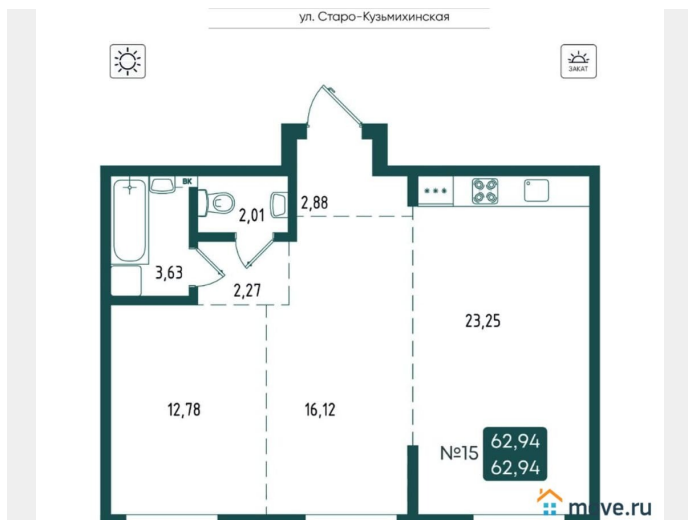 ул. Старо-Кузьмихинская
ЗАКАТ
ВК
2,01
2,88
3,63
2,27
23,25
12,78
16,12
№15
62,94
62,94
move.ru